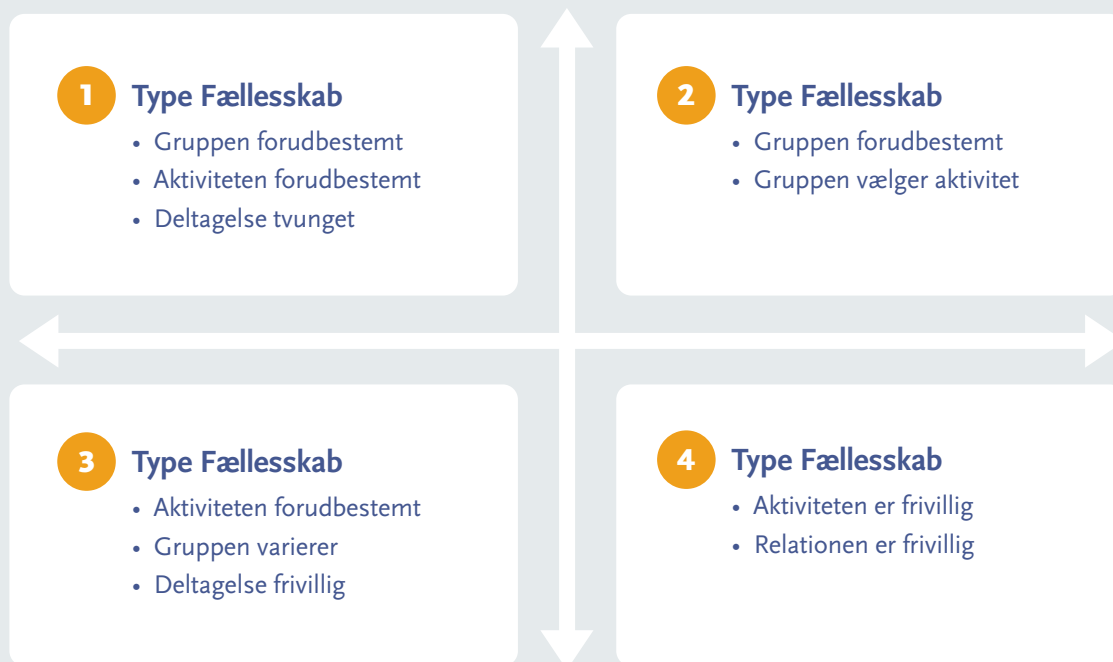 1 Type Fællesskab
• Gruppen forudbestemt
• Aktiviteten forudbestemt
• Deltagelse tvunget
2 Type Fællesskab
• Gruppen forudbestemt
• Gruppen vælger aktivitet
3 Type Fællesskab
• Aktiviteten forudbestemt
• Gruppen varierer
• Deltagelse frivillig
4 Type Fællesskab
• Aktiviteten er frivillig
• Relationen er frivillig